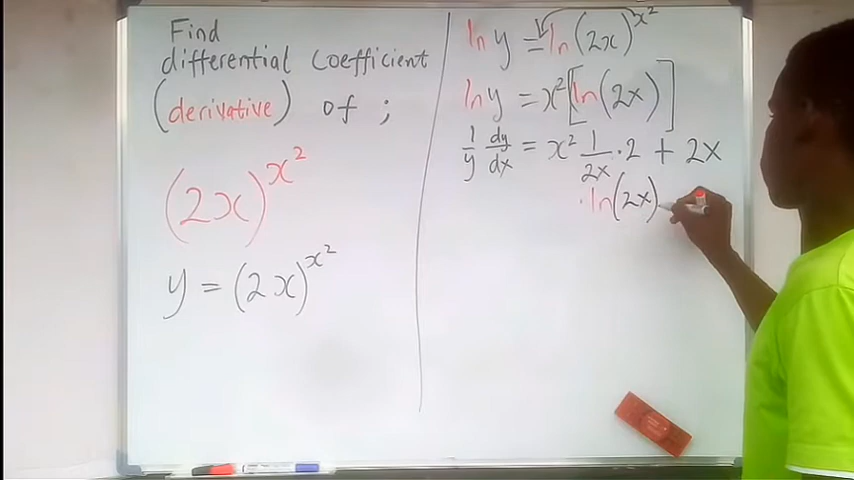 Find
differential Coefficient
(derivative) of ;
(2x)^x²
y = (2x)^x²
ln y = ln(2x)^x²
ln y = x²[ln(2x)]
1/y dy/dx = x² 1/2x · 2 + 2x
· ln(2x)